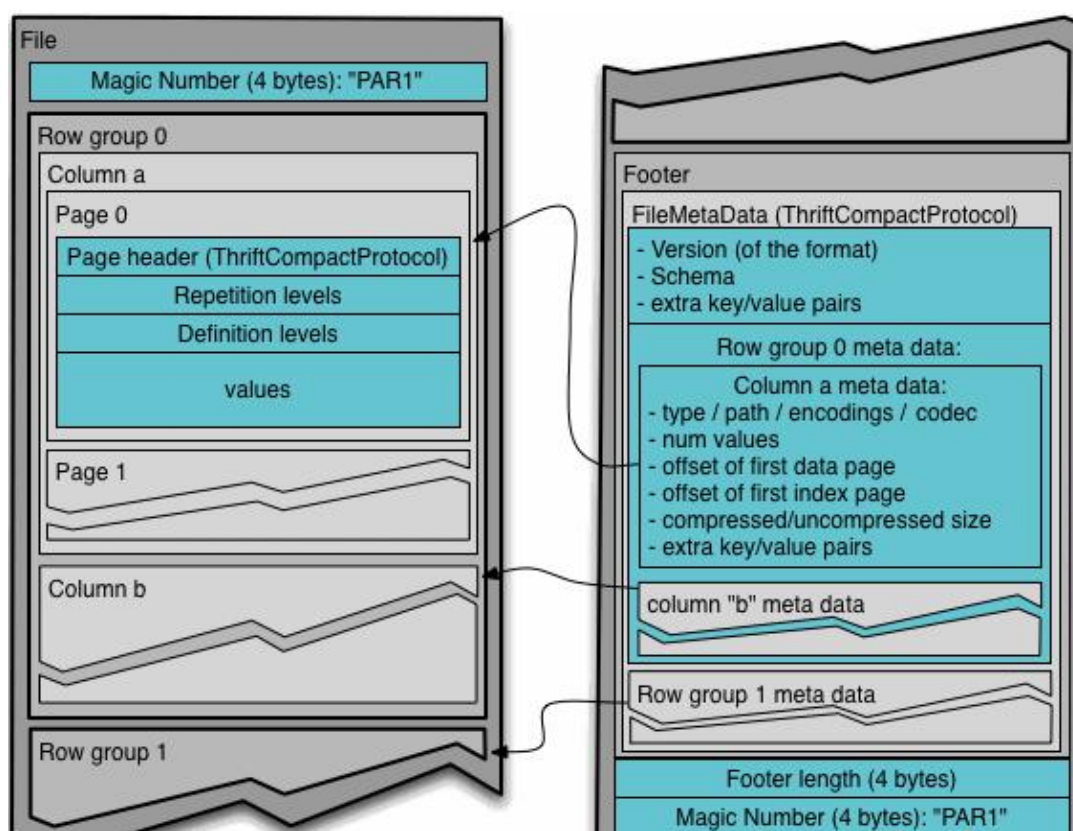 File
Magic Number (4 bytes): "PAR1"
Row group 0
Column a
Page 0
Page header (ThriftCompactProtocol)
Repetition levels
Definition levels
values
Page 1
Column b
Row group 1
Footer
FileMetaData (ThriftCompactProtocol)
- Version (of the format)
- Schema
- extra key/value pairs
Row group 0 meta data:
Column a meta data:
- type / path / encodings / codec
- num values
- offset of first data page
- offset of first index page
- compressed/uncompressed size
- extra key/value pairs
column "b" meta data
Row group 1 meta data
Footer length (4 bytes)
Magic Number (4 bytes): "PAR1"